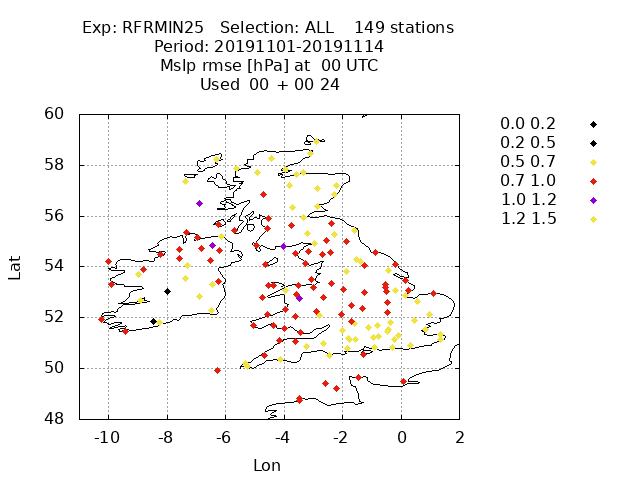 Exp: RFRMIN25 Selection: ALL 149 stations
Period: 20191101-20191114
Mslp rmse [hPa] at 00 UTC
Used 00 + 00 24
60
58
56
54
52
50
48
Lat
-10 -8 -6 -4 -2 0 2
Lon
0.0 0.2
0.2 0.5
0.5 0.7
0.7 1.0
1.0 1.2
1.2 1.5